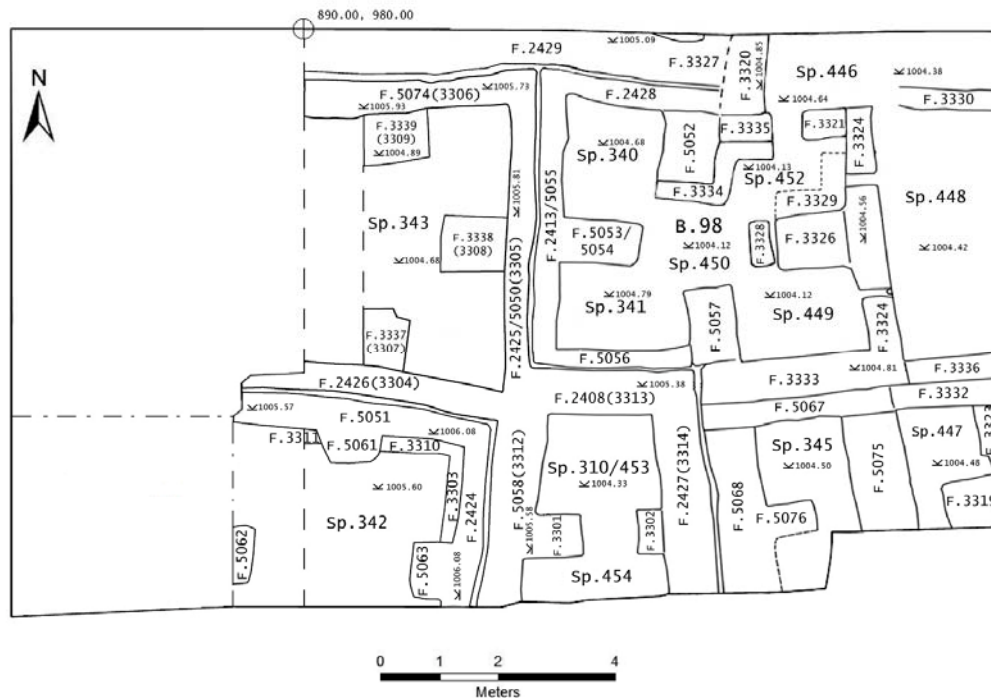 890.00, 980.00
F.2429
1005.09
F.3327
F.3320
1004.85
Sp.446
1004.38
N
F.5074(3306)
1005.73
1005.93
F.2428
1004.64
F.3330
F.3339
(3309)
1004.89
Sp.340
1004.68
F.5052
F.3335
F.3321
F.3324
1004.13
Sp.452
F.3334
1005.81
F.2413/5055
Sp.343
1004.68
F.3338
(3308)
F.5053/
5054
B.98
1004.12
Sp.450
F.3328
F.3329
F.3326
1004.56
Sp.448
1004.42
F.2425/5050(3305)
1004.79
Sp.341
F.5057
1004.12
Sp.449
F.3324
F.3337
(3307)
F.5056
F.2426(3304)
1005.38
F.2408(3313)
1004.81
F.3333
F.3336
F.3332
F.5067
1005.57
F.5051
1006.08
F.3311
F.5061
F.3310
F.3303
F.2424
1005.60
Sp.342
F.5062
F.5063
1006.08
F.5058(3312)
1005.58
Sp.310/453
1004.33
F.3301
F.3302
Sp.454
F.2427(3314)
F.5068
Sp.345
1004.50
F.5076
F.5075
Sp.447
1004.48
F.3319
0 1 2 4
Meters